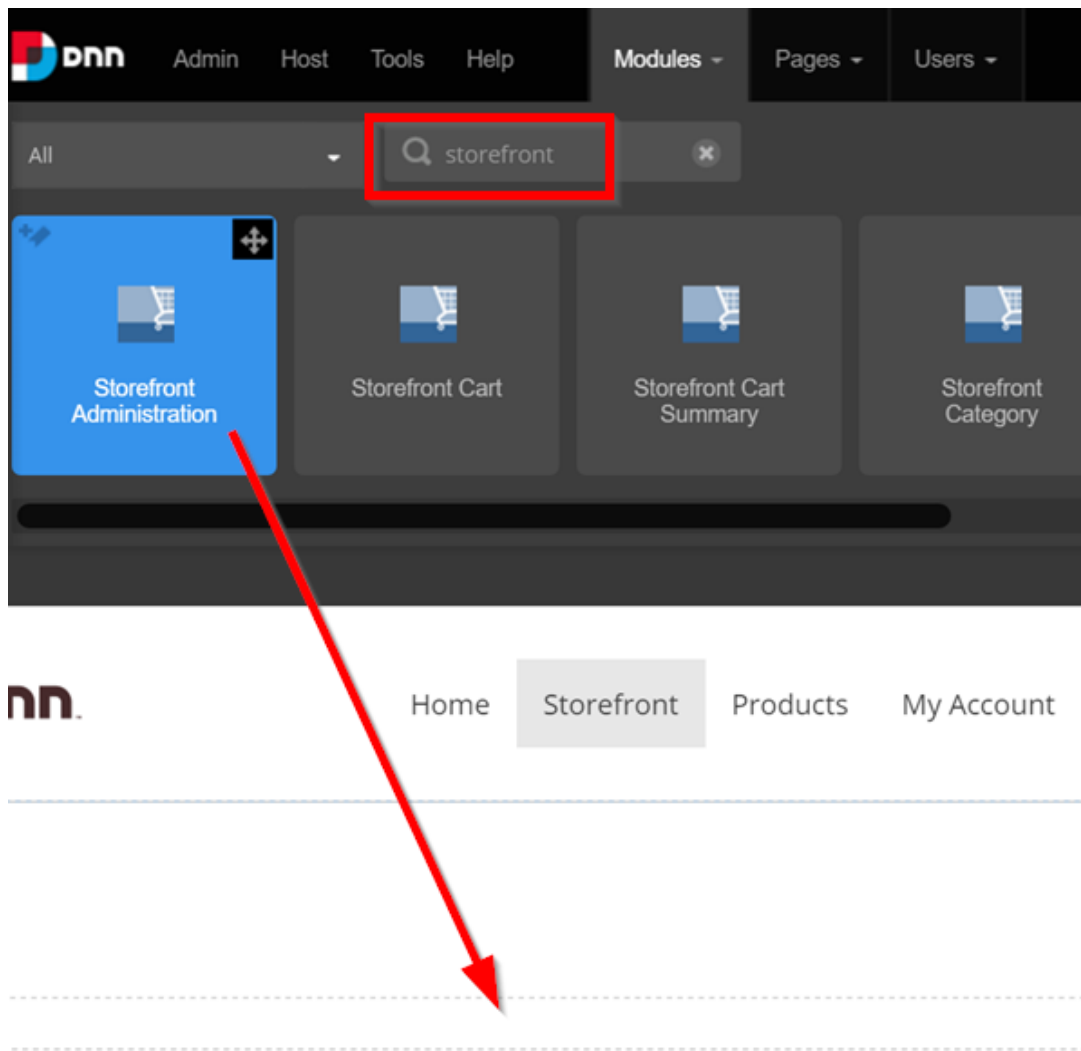 DNN Admin Host Tools Help Modules Pages Users
All storefront
Storefront
Administration
Storefront Cart
Storefront Cart
Summary
Storefront
Category
nn. Home Storefront Products My Account